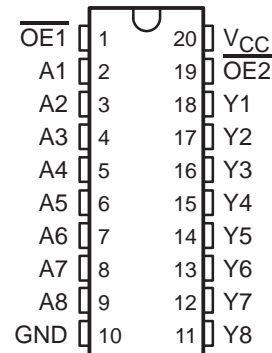 OE1 1 20 VCC
A1 2 19 OE2
A2 3 18 Y1
A3 4 17 Y2
A4 5 16 Y3
A5 6 15 Y4
A6 7 14 Y5
A7 8 13 Y6
A8 9 12 Y7
GND 10 11 Y8